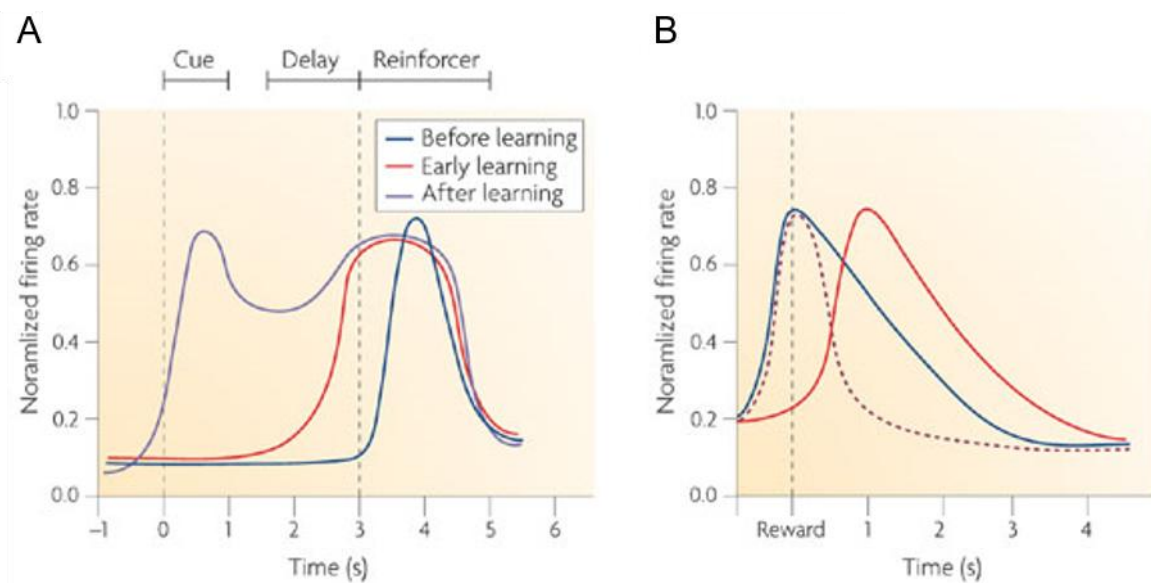 A
Cue Delay Reinforcer
1.0
0.8
0.6
0.4
0.2
0.0
Noramlized firing rate
Before learning
Early learning
After learning
−1 0 1 2 3 4 5 6
Time (s)
B
1.0
0.8
0.6
0.4
0.2
0.0
Noramlized firing rate
Reward 1 2 3 4
Time (s)